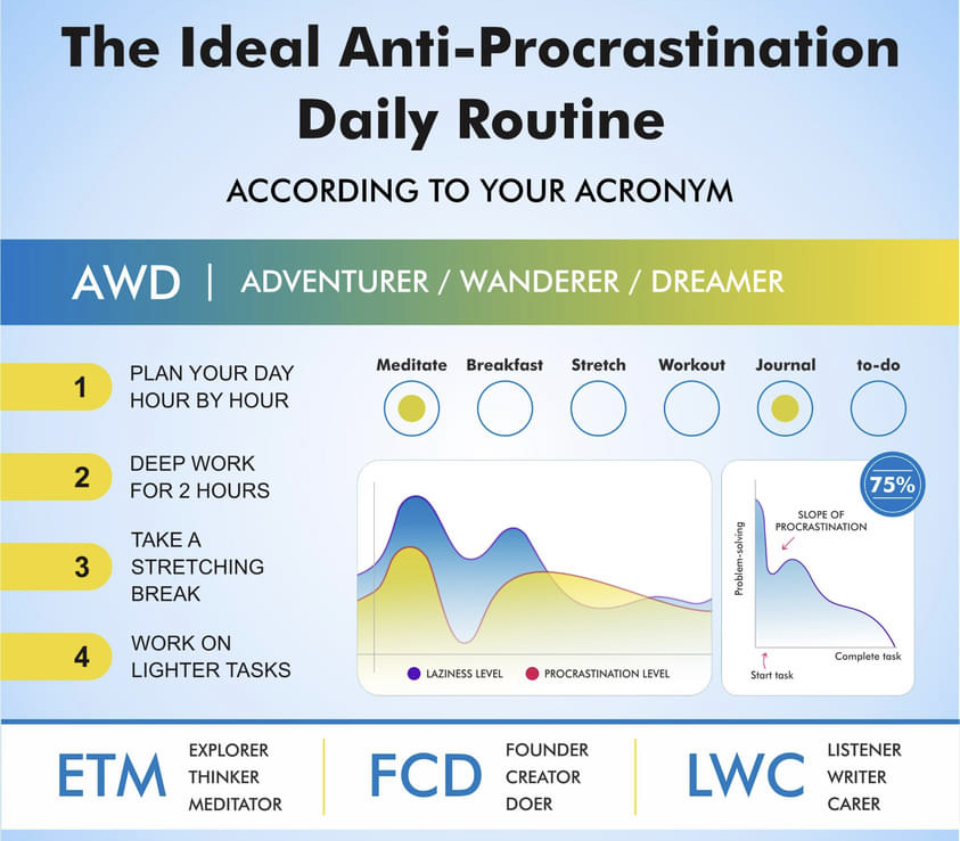 The Ideal Anti-Procrastination
Daily Routine
ACCORDING TO YOUR ACRONYM
AWD | ADVENTURER / WANDERER / DREAMER
1
PLAN YOUR DAY
HOUR BY HOUR
2
DEEP WORK
FOR 2 HOURS
3
TAKE A
STRETCHING
BREAK
4
WORK ON
LIGHTER TASKS
Meditate
Breakfast
Stretch
Workout
Journal
to-do
LAZINESS LEVEL
PROCRASTINATION LEVEL
75%
SLOPE OF
PROCRASTINATION
Problem-solving
Complete task
Start task
ETM
EXPLORER
THINKER
MEDITATOR
FCD
FOUNDER
CREATOR
DOER
LWC
LISTENER
WRITER
CARER